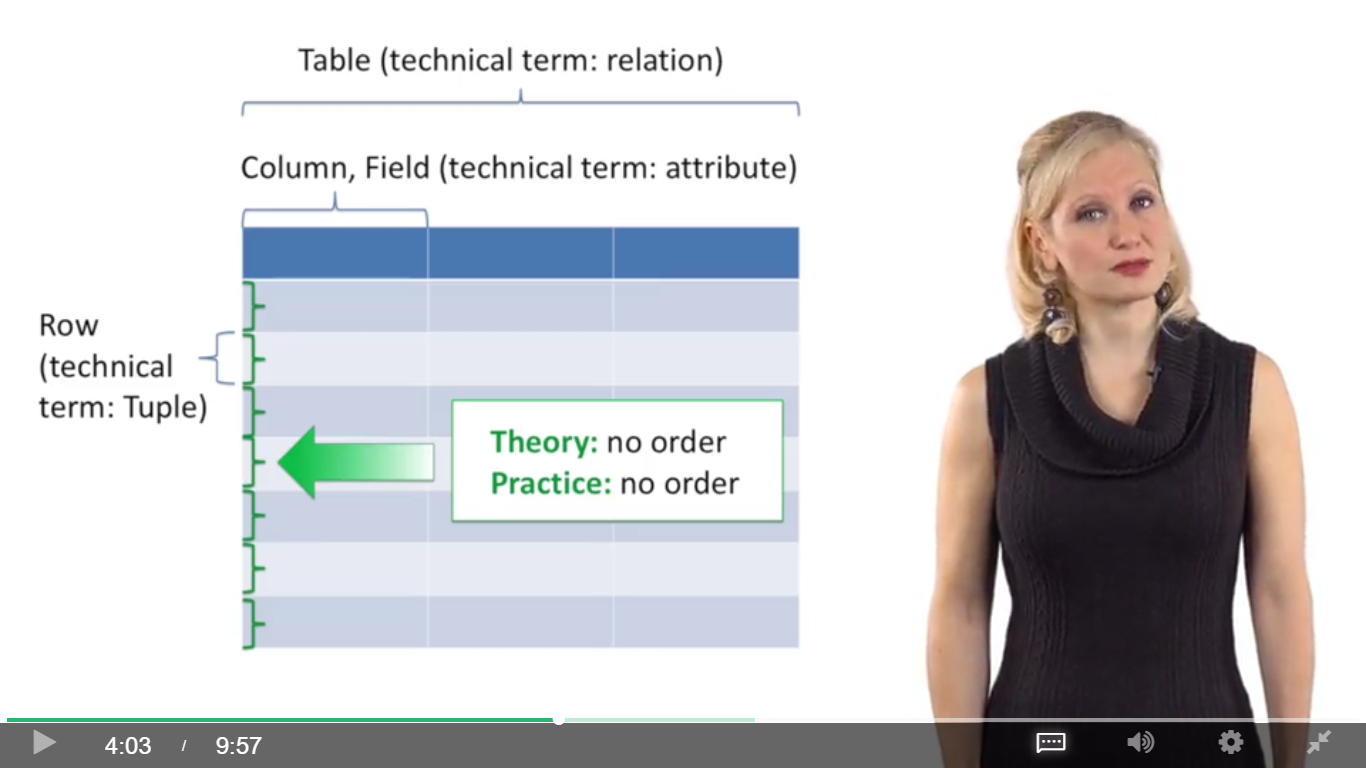 Table (technical term: relation)
Column, Field (technical term: attribute)
Row
(technical
term: Tuple)
Theory: no order
Practice: no order
4:03 / 9:57